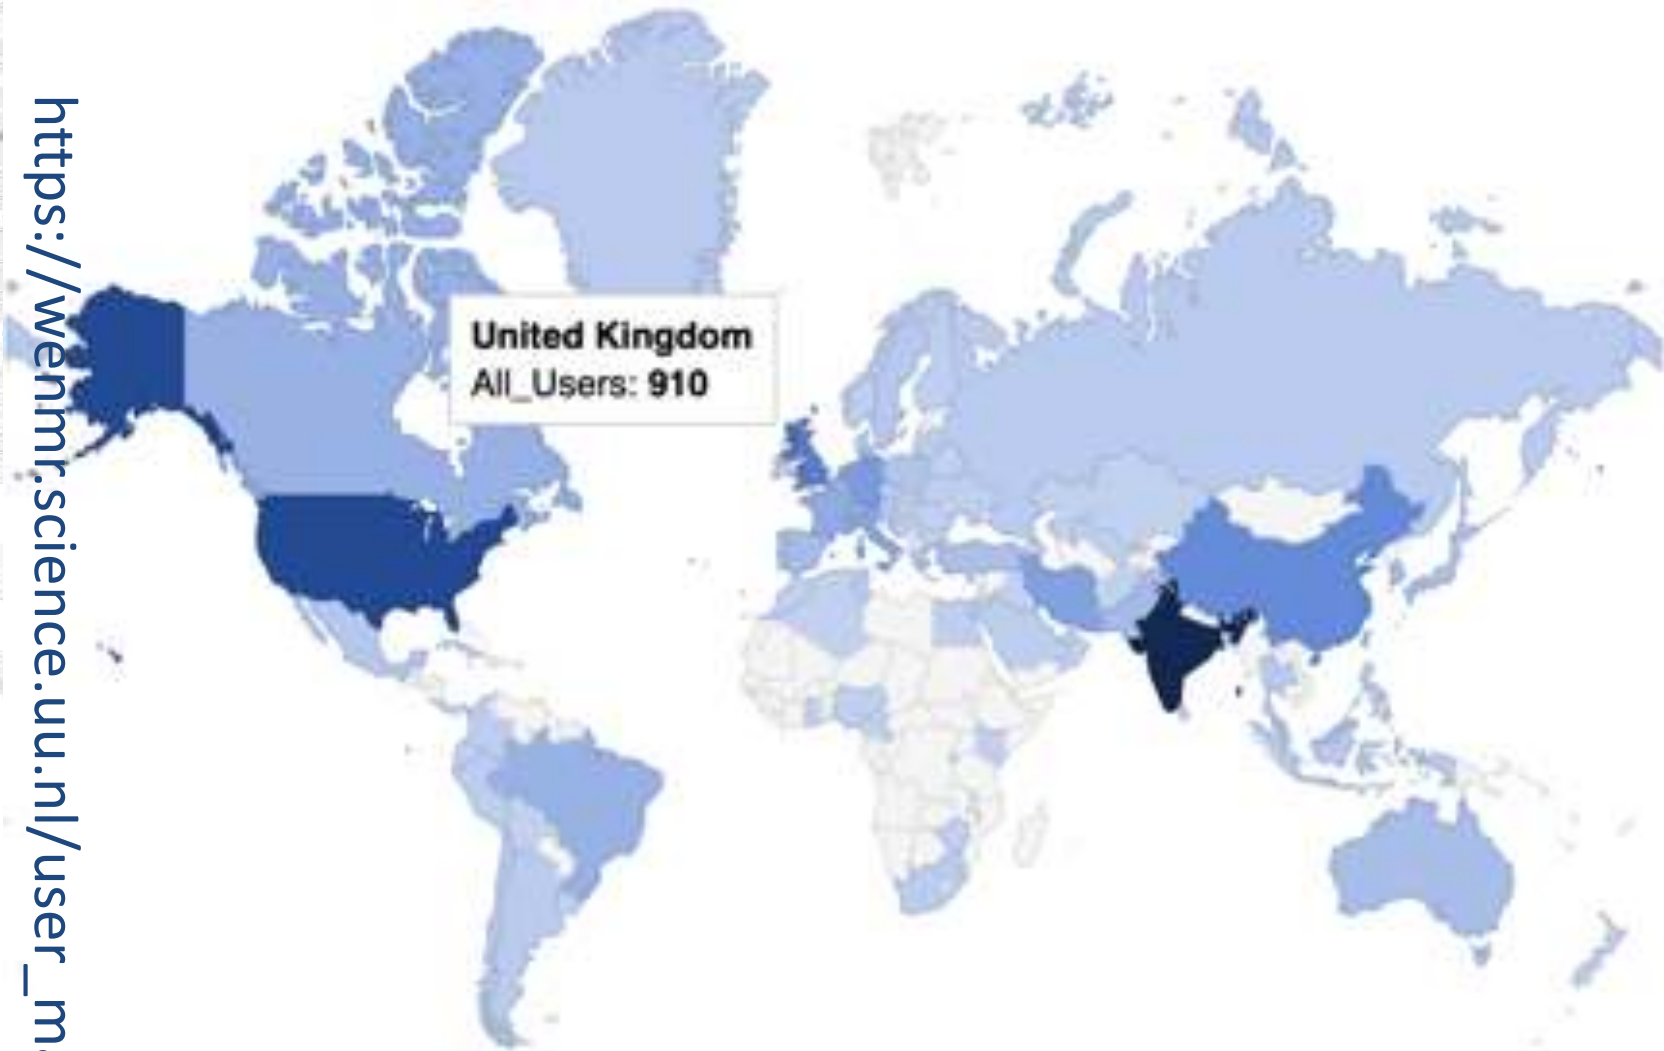 https://wenmr.science.uu.nl/user_m
United Kingdom
All_Users: 910